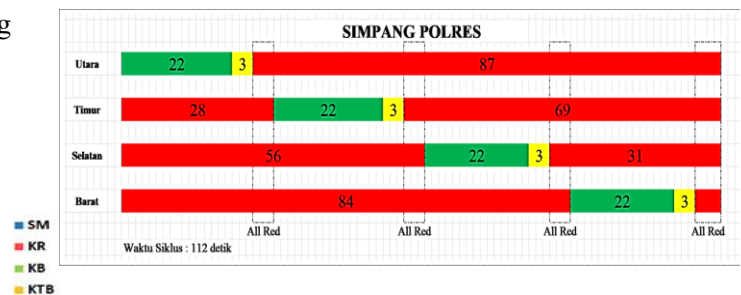 g
SIMPANG POLRES
Utara 22 3 87
Timur 28 22 3 69
Selatan 56 22 3 31
Barat 84 22 3
All Red All Red All Red All Red
Waktu Siklus : 112 detik
SM
KR
KB
KTB